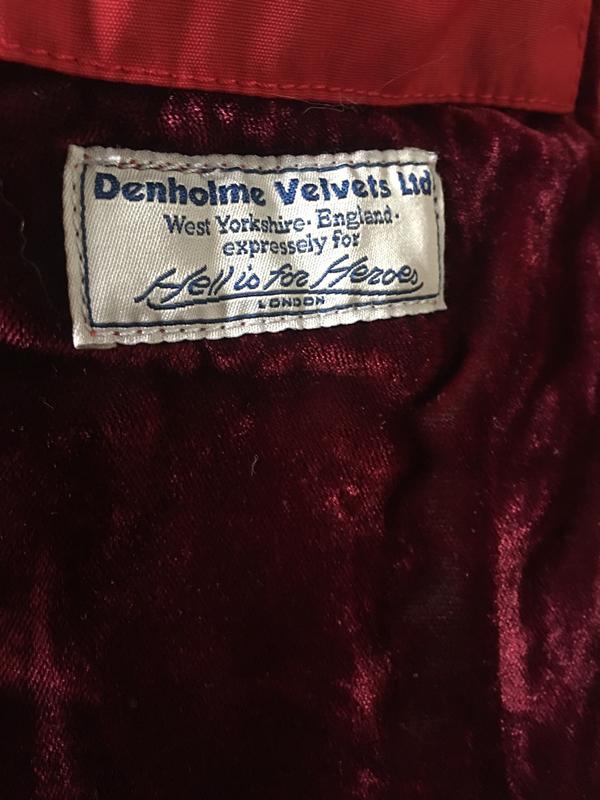 Denholme Velvets Ltd
West Yorkshire·England·
expressely for
Hell is for Heroes
LONDON